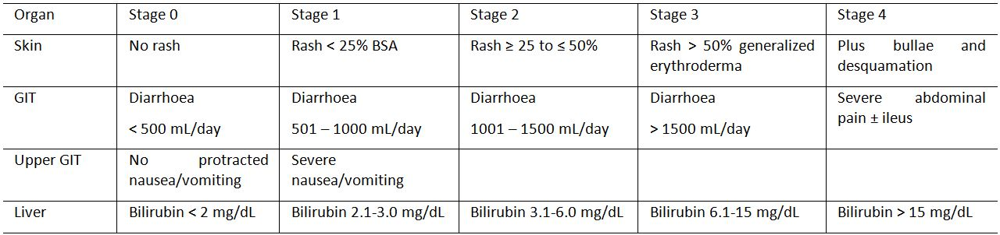 Organ Stage 0 Stage 1 Stage 2 Stage 3 Stage 4
Skin No rash Rash < 25% BSA Rash ≥ 25 to ≤ 50% Rash > 50% generalized erythroderma Plus bullae and desquamation
GIT Diarrhoea < 500 mL/day Diarrhoea 501 – 1000 mL/day Diarrhoea 1001 – 1500 mL/day Diarrhoea > 1500 mL/day Severe abdominal pain ± ileus
Upper GIT No protracted nausea/vomiting Severe nausea/vomiting
Liver Bilirubin < 2 mg/dL Bilirubin 2.1-3.0 mg/dL Bilirubin 3.1-6.0 mg/dL Bilirubin 6.1-15 mg/dL Bilirubin > 15 mg/dL